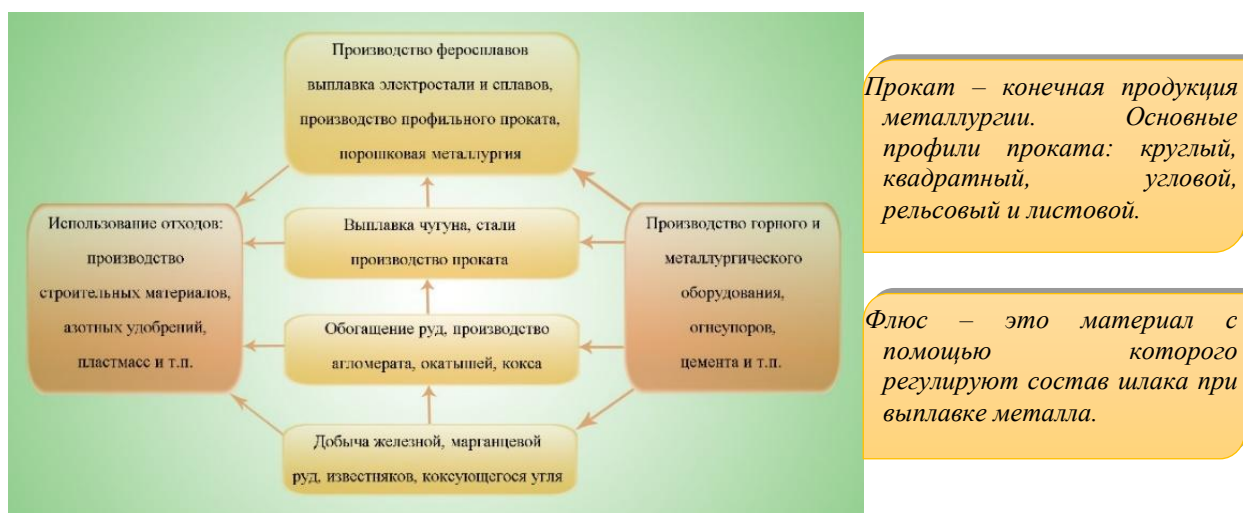 Производство феросплавов
выплавка электростали и сплавов,
производство профильного проката,
порошковая металлургия
Использование отходов:
производство
строительных материалов,
азотных удобрений,
пластмасс и т.п.
Выплавка чугуна, стали
производство проката
Производство горного и
металлургического
оборудования,
огнеупоров,
цемента и т.п.
Обогащение руд, производство
агломерата, окатышей, кокса
Добыча железной, марганцевой
руд, известняков, коксующегося угля
Прокат – конечная продукция
металлургии. Основные
профили проката: круглый,
квадратный, угловой,
рельсовый и листовой.
Флюс – это материал с
помощью которого
регулируют состав шлака при
выплавке металла.